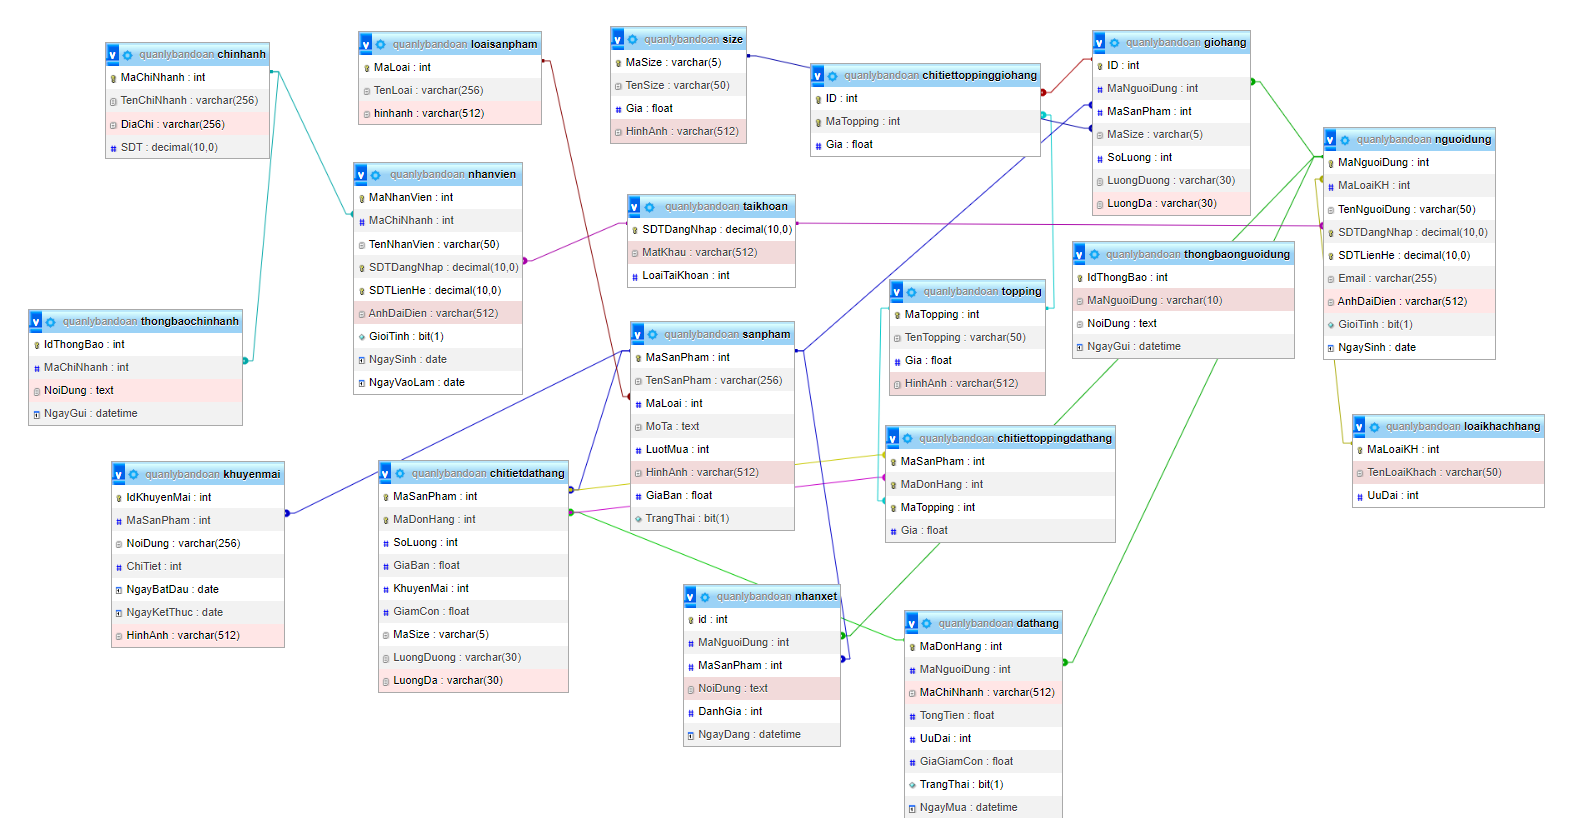 quanlybandoan chinhanh
MaChiNhanh : int
TenChiNhanh : varchar(256)
DiaChi : varchar(256)
SDT : decimal(10,0)
quanlybandoan loaisanpham
MaLoai : int
TenLoai : varchar(256)
hinhanh : varchar(512)
quanlybandoan size
MaSize : varchar(5)
TenSize : varchar(50)
Gia : float
HinhAnh : varchar(512)
quanlybandoan chitiettoppinggiohang
ID : int
MaTopping : int
Gia : float
quanlybandoan giohang
ID : int
MaNguoiDung : int
MaSanPham : int
MaSize : varchar(5)
SoLuong : int
LuongDuong : varchar(30)
LuongDa : varchar(30)
quanlybandoan nguoidung
MaNguoiDung : int
MaLoaiKH : int
TenNguoiDung : varchar(50)
SDTDangNhap : decimal(10,0)
SDTLienHe : decimal(10,0)
Email : varchar(255)
AnhDaiDien : varchar(512)
GioiTinh : bit(1)
NgaySinh : date
quanlybandoan nhanvien
MaNhanVien : int
MaChiNhanh : int
TenNhanVien : varchar(50)
SDTDangNhap : decimal(10,0)
SDTLienHe : decimal(10,0)
AnhDaiDien : varchar(512)
GioiTinh : bit(1)
NgaySinh : date
NgayVaoLam : date
quanlybandoan taikhoan
SDTDangNhap : decimal(10,0)
MatKhau : varchar(512)
LoaiTaiKhoan : int
quanlybandoan thongbaonguoidung
IdThongBao : int
MaNguoiDung : varchar(10)
NoiDung : text
NgayGui : datetime
quanlybandoan topping
MaTopping : int
TenTopping : varchar(50)
Gia : float
HinhAnh : varchar(512)
quanlybandoan thongbaochinhanh
IdThongBao : int
MaChiNhanh : int
NoiDung : text
NgayGui : datetime
quanlybandoan sanpham
MaSanPham : int
TenSanPham : varchar(256)
MaLoai : int
MoTa : text
LuotMua : int
HinhAnh : varchar(512)
GiaBan : float
TrangThai : bit(1)
quanlybandoan loaikhachhang
MaLoaiKH : int
TenLoaiKhach : varchar(50)
UuDai : int
quanlybandoan chitiettoppingdathang
MaSanPham : int
MaDonHang : int
MaTopping : int
Gia : float
quanlybandoan khuyenmai
IdKhuyenMai : int
MaSanPham : int
NoiDung : varchar(256)
ChiTiet : int
NgayBatDau : date
NgayKetThuc : date
HinhAnh : varchar(512)
quanlybandoan chitietdathang
MaSanPham : int
MaDonHang : int
SoLuong : int
GiaBan : float
KhuyenMai : int
GiamCon : float
MaSize : varchar(5)
LuongDuong : varchar(30)
LuongDa : varchar(30)
quanlybandoan nhanxet
id : int
MaNguoiDung : int
MaSanPham : int
NoiDung : text
DanhGia : int
NgayDang : datetime
quanlybandoan dathang
MaDonHang : int
MaNguoiDung : int
MaChiNhanh : varchar(512)
TongTien : float
UuDai : int
GiaGiamCon : float
TrangThai : bit(1)
NgayMua : datetime